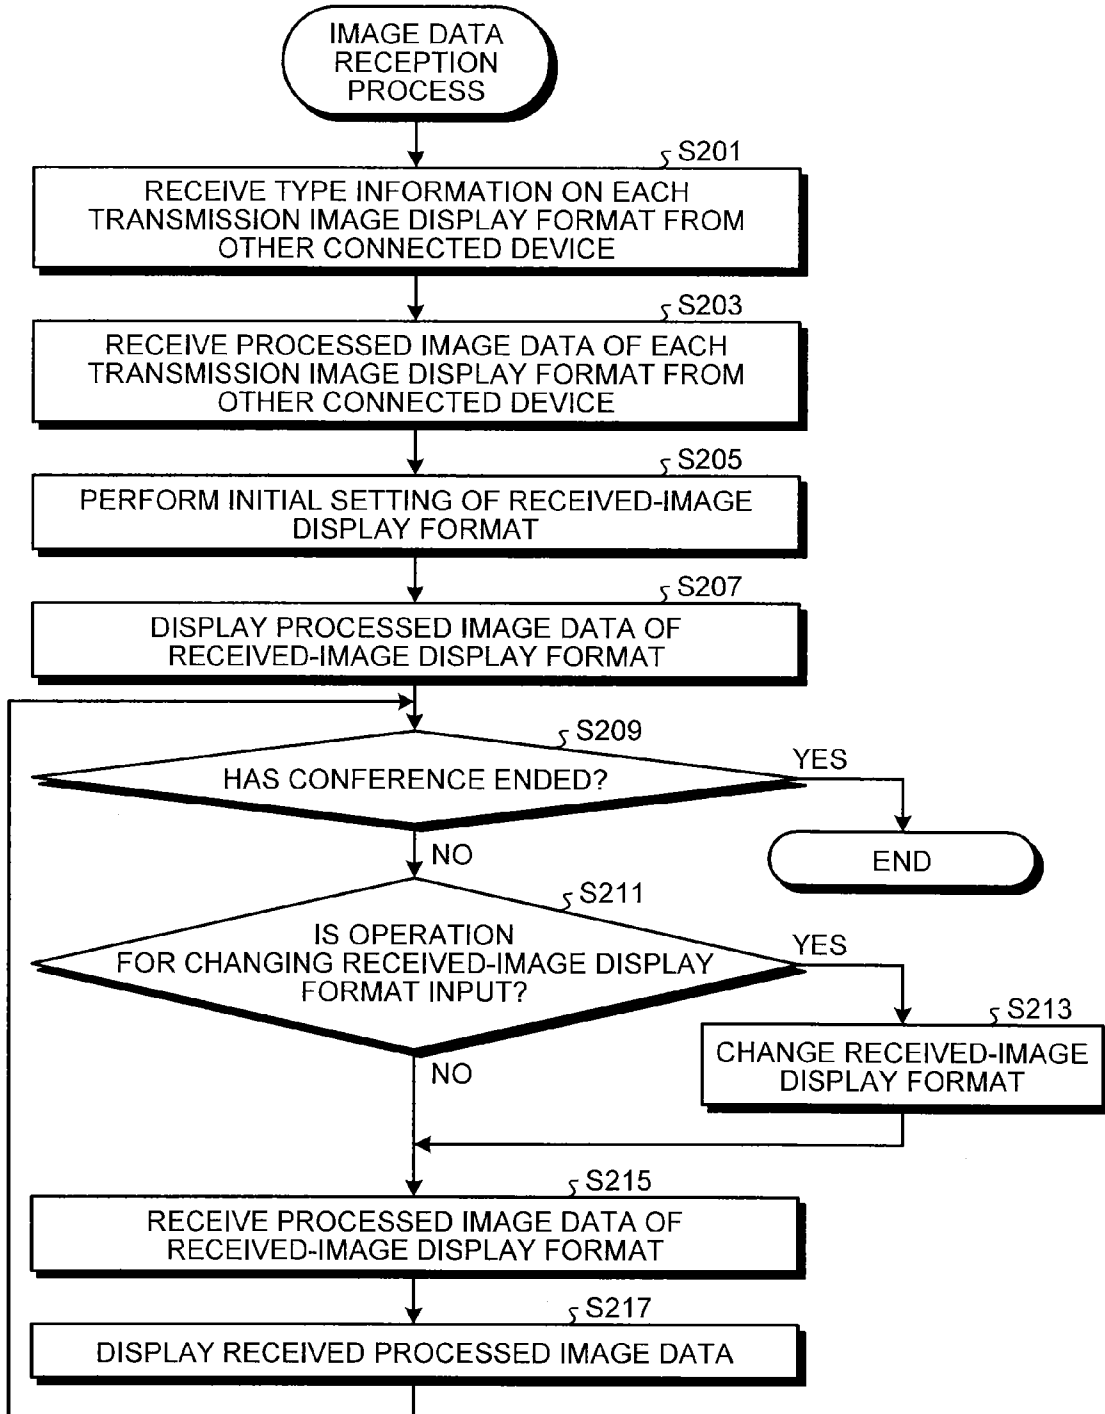 IMAGE DATA
RECEPTION
PROCESS
S201
RECEIVE TYPE INFORMATION ON EACH
TRANSMISSION IMAGE DISPLAY FORMAT FROM
OTHER CONNECTED DEVICE
S203
RECEIVE PROCESSED IMAGE DATA OF EACH
TRANSMISSION IMAGE DISPLAY FORMAT FROM
OTHER CONNECTED DEVICE
S205
PERFORM INITIAL SETTING OF RECEIVED-IMAGE
DISPLAY FORMAT
S207
DISPLAY PROCESSED IMAGE DATA OF
RECEIVED-IMAGE DISPLAY FORMAT
S209
HAS CONFERENCE ENDED?
YES
END
NO
S211
IS OPERATION
FOR CHANGING RECEIVED-IMAGE DISPLAY
FORMAT INPUT?
YES
S213
CHANGE RECEIVED-IMAGE
DISPLAY FORMAT
NO
S215
RECEIVE PROCESSED IMAGE DATA OF
RECEIVED-IMAGE DISPLAY FORMAT
S217
DISPLAY RECEIVED PROCESSED IMAGE DATA